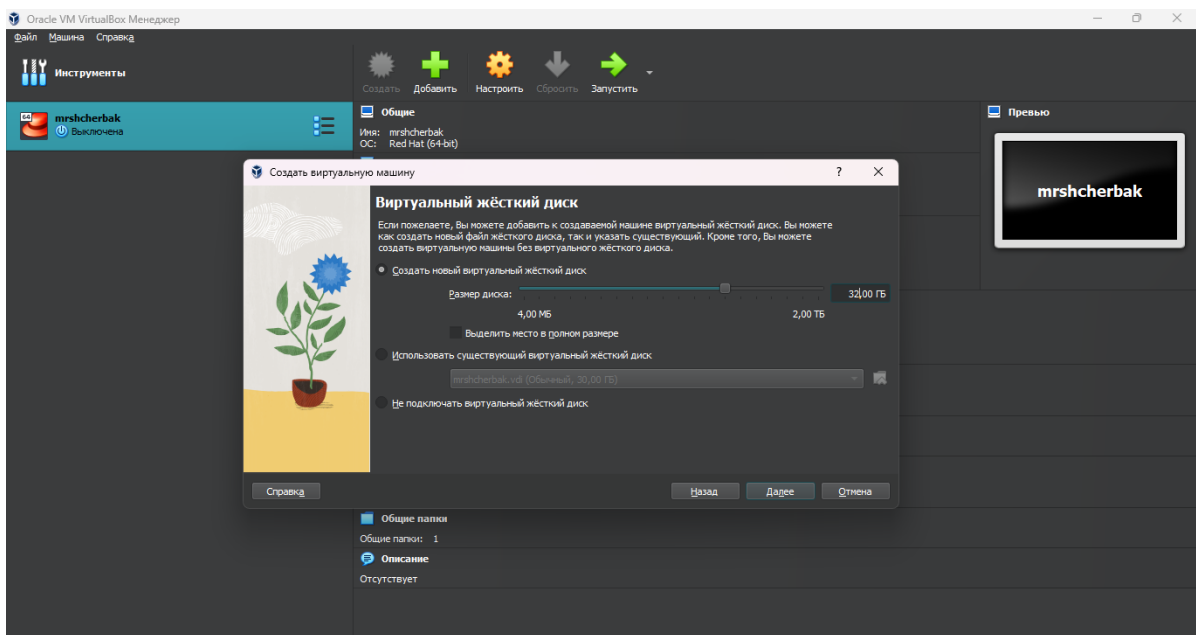 Oracle VM VirtualBox Менеджер
Файл Машина Справка
Инструменты
Создать Добавить Настроить Сбросить Запустить
64
mrshcherbak
Выключена
Общие
Имя: mrshcherbak
ОС: Red Hat (64-bit)
Превью
mrshcherbak
Создать виртуальную машину
?
Виртуальный жёсткий диск
Если пожелаете, Вы можете добавить к создаваемой машине виртуальный жёсткий диск. Вы можете
как создать новый файл жёсткого диска, так и указать существующий. Кроме того, Вы можете
создать виртуальную машины без виртуального жёсткого диска.
Создать новый виртуальный жёсткий диск
Размер диска: 32,00 ГБ
4,00 МБ 2,00 ТБ
Выделить место в полном размере
Использовать существующий виртуальный жёсткий диск
mrshcherbak.vdi (Обычный, 30,00 ГБ)
Не подключать виртуальный жёсткий диск
Справка Назад Далее Отмена
Общие папки
Общие папки: 1
Описание
Отсутствует